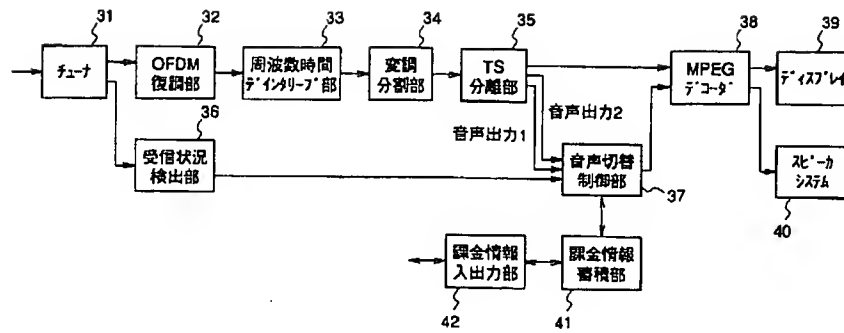 31
チューナ
32
OFDM
復調部
33
周波数時間
デインタリーブ部
34
変調
分割部
35
TS
分離部
36
受信状況
検出部
音声出力1
音声出力2
音声切替
制御部
37
38
MPEG
デコーダ
39
ディスプレイ
スピーカ
システム
40
課金情報
入出力部
42
課金情報
蓄積部
41